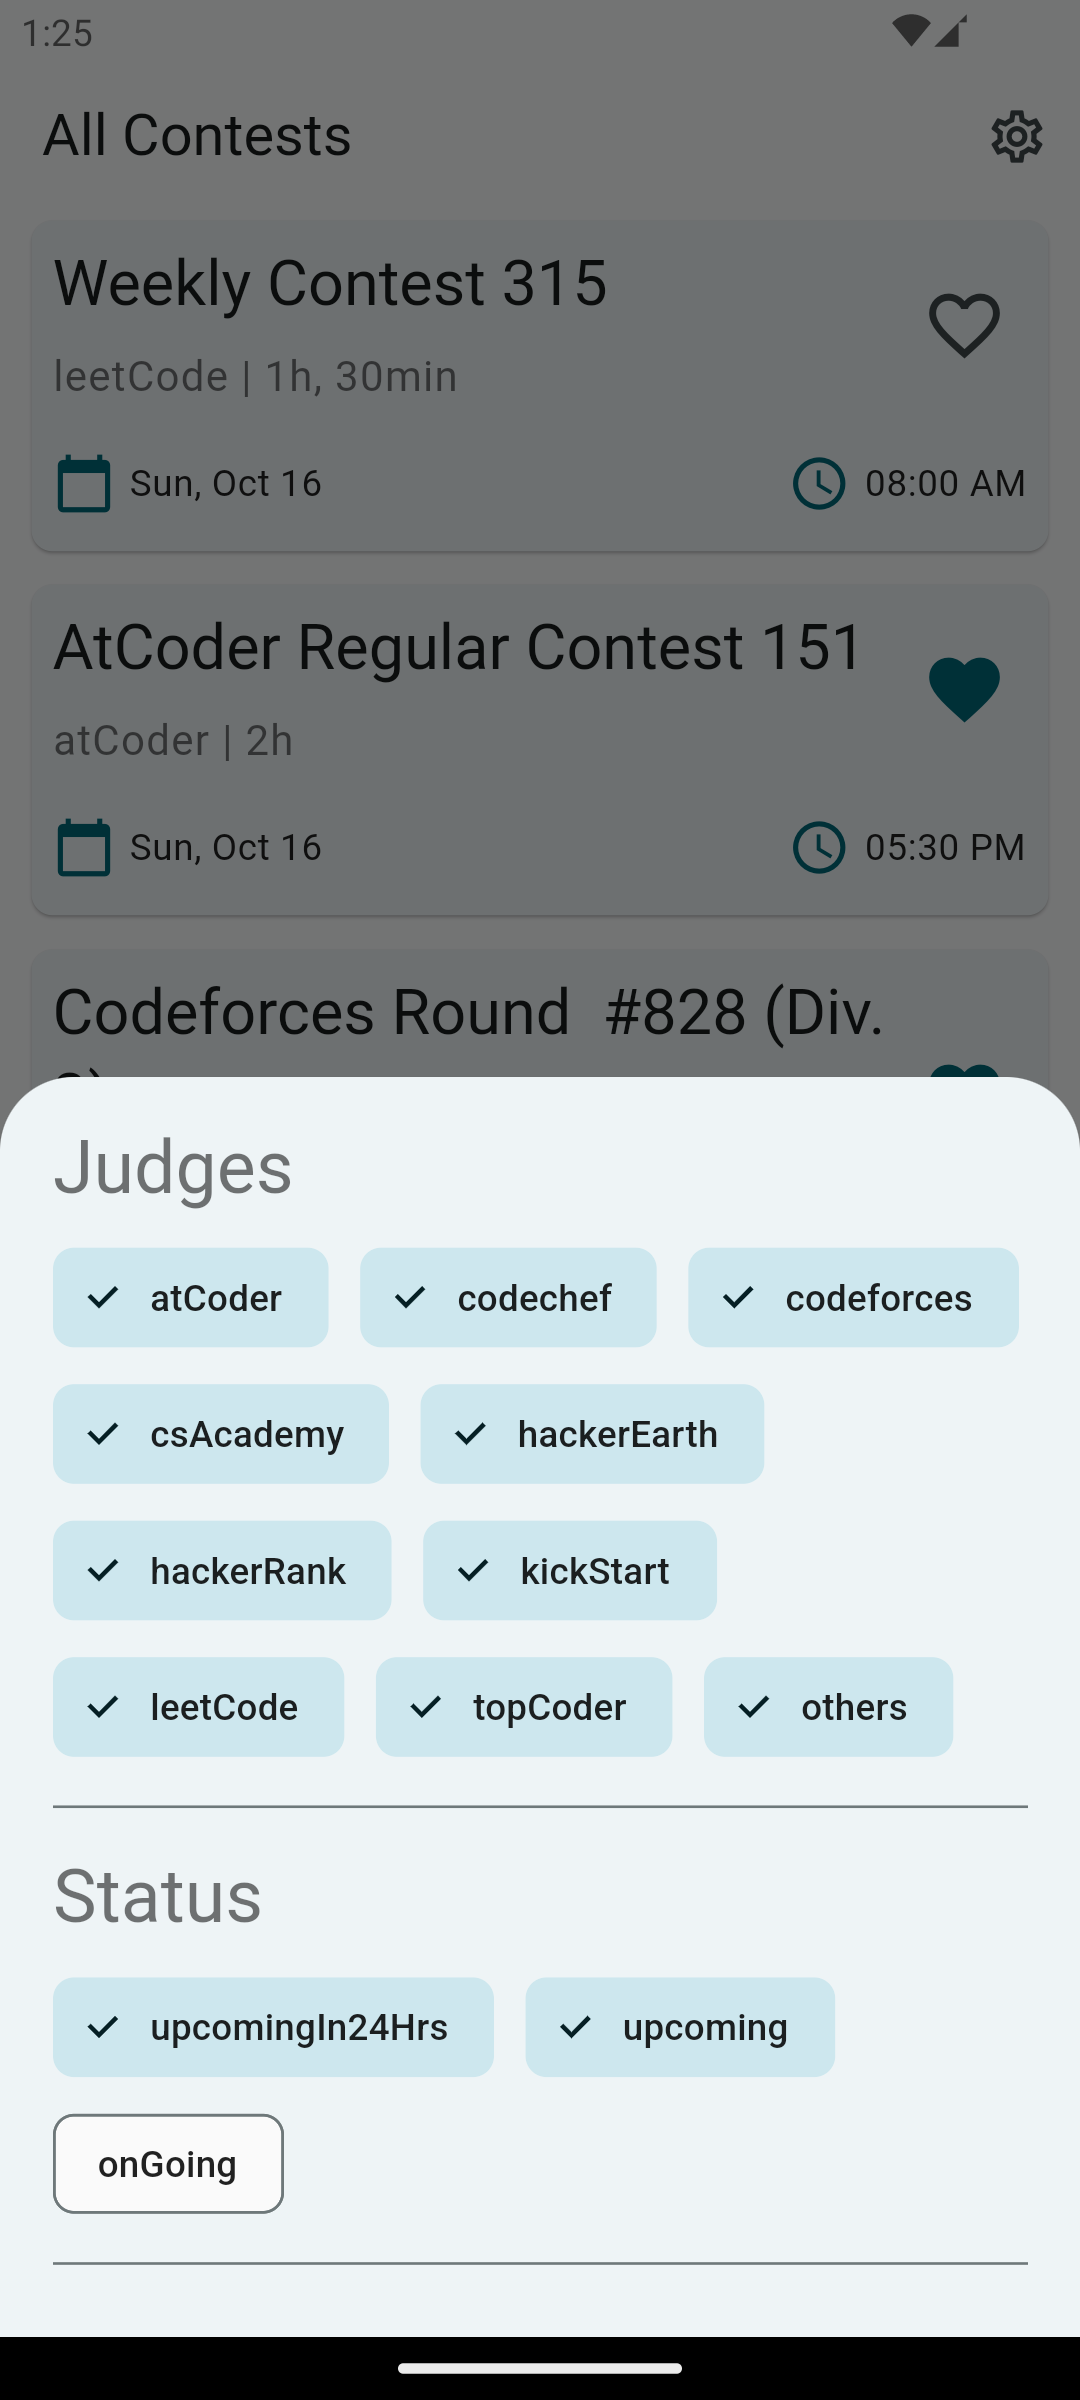 1:25
All Contests
Weekly Contest 315
leetCode | 1h, 30min
Sun, Oct 16 08:00 AM
AtCoder Regular Contest 151
atCoder | 2h
Sun, Oct 16 05:30 PM
Codeforces Round  #828 (Div.
Judges
atCoder codechef codeforces
csAcademy hackerEarth
hackerRank kickStart
leetCode topCoder others
Status
upcomingIn24Hrs upcoming
onGoing